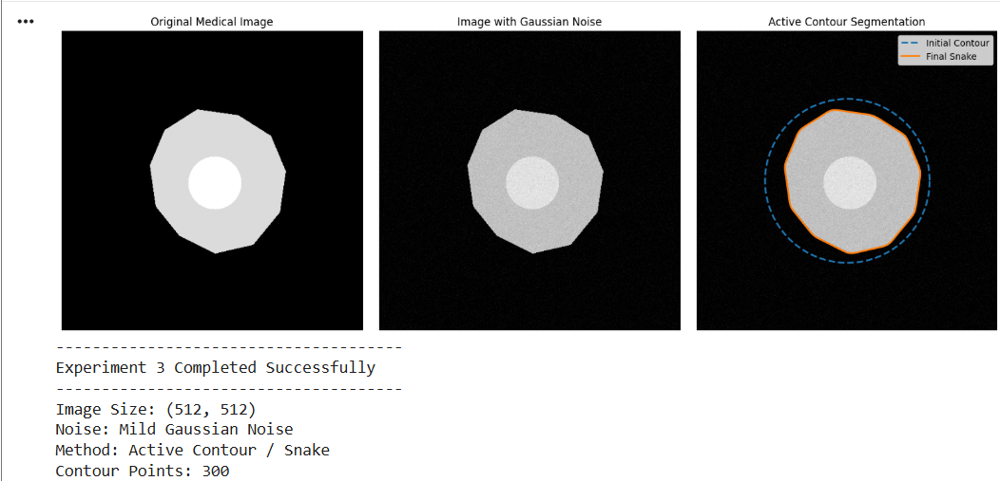 •••
Original Medical Image
Image with Gaussian Noise
Active Contour Segmentation
Initial Contour
Final Snake
--------------------------------------
Experiment 3 Completed Successfully
--------------------------------------
Image Size: (512, 512)
Noise: Mild Gaussian Noise
Method: Active Contour / Snake
Contour Points: 300